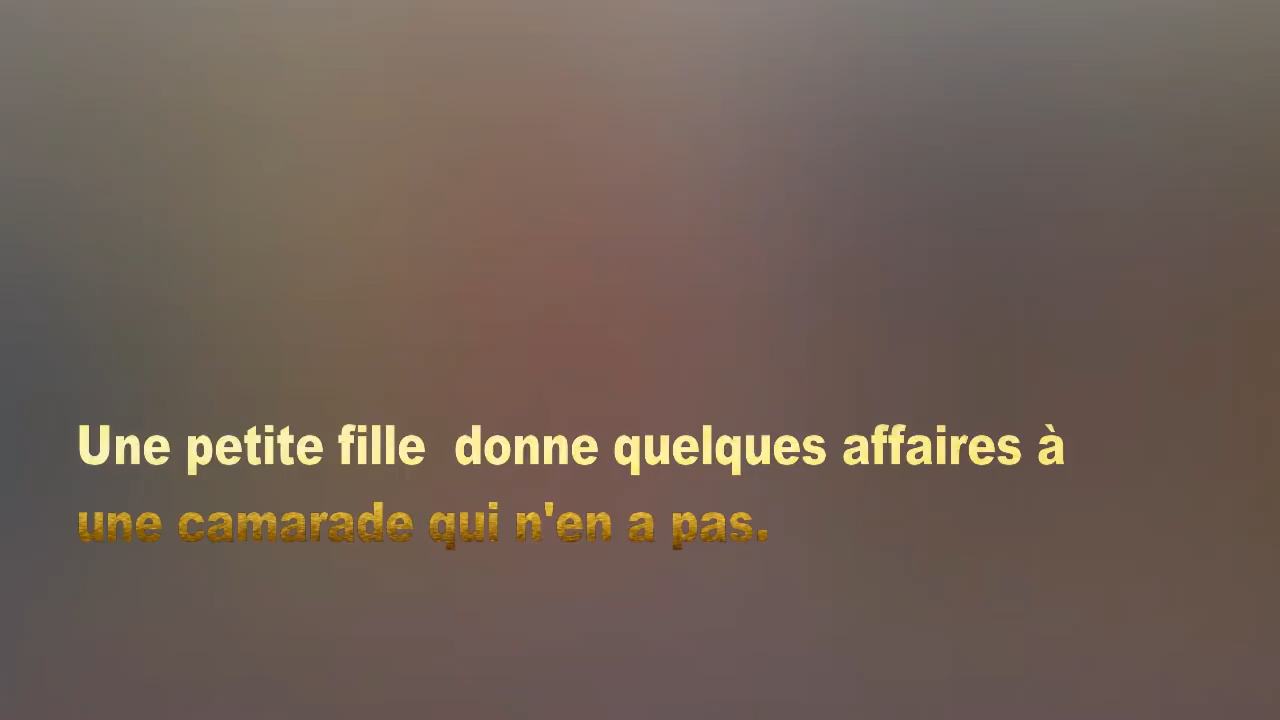 Une petite fille  donne quelques affaires à
une camarade qui n'en a pas.